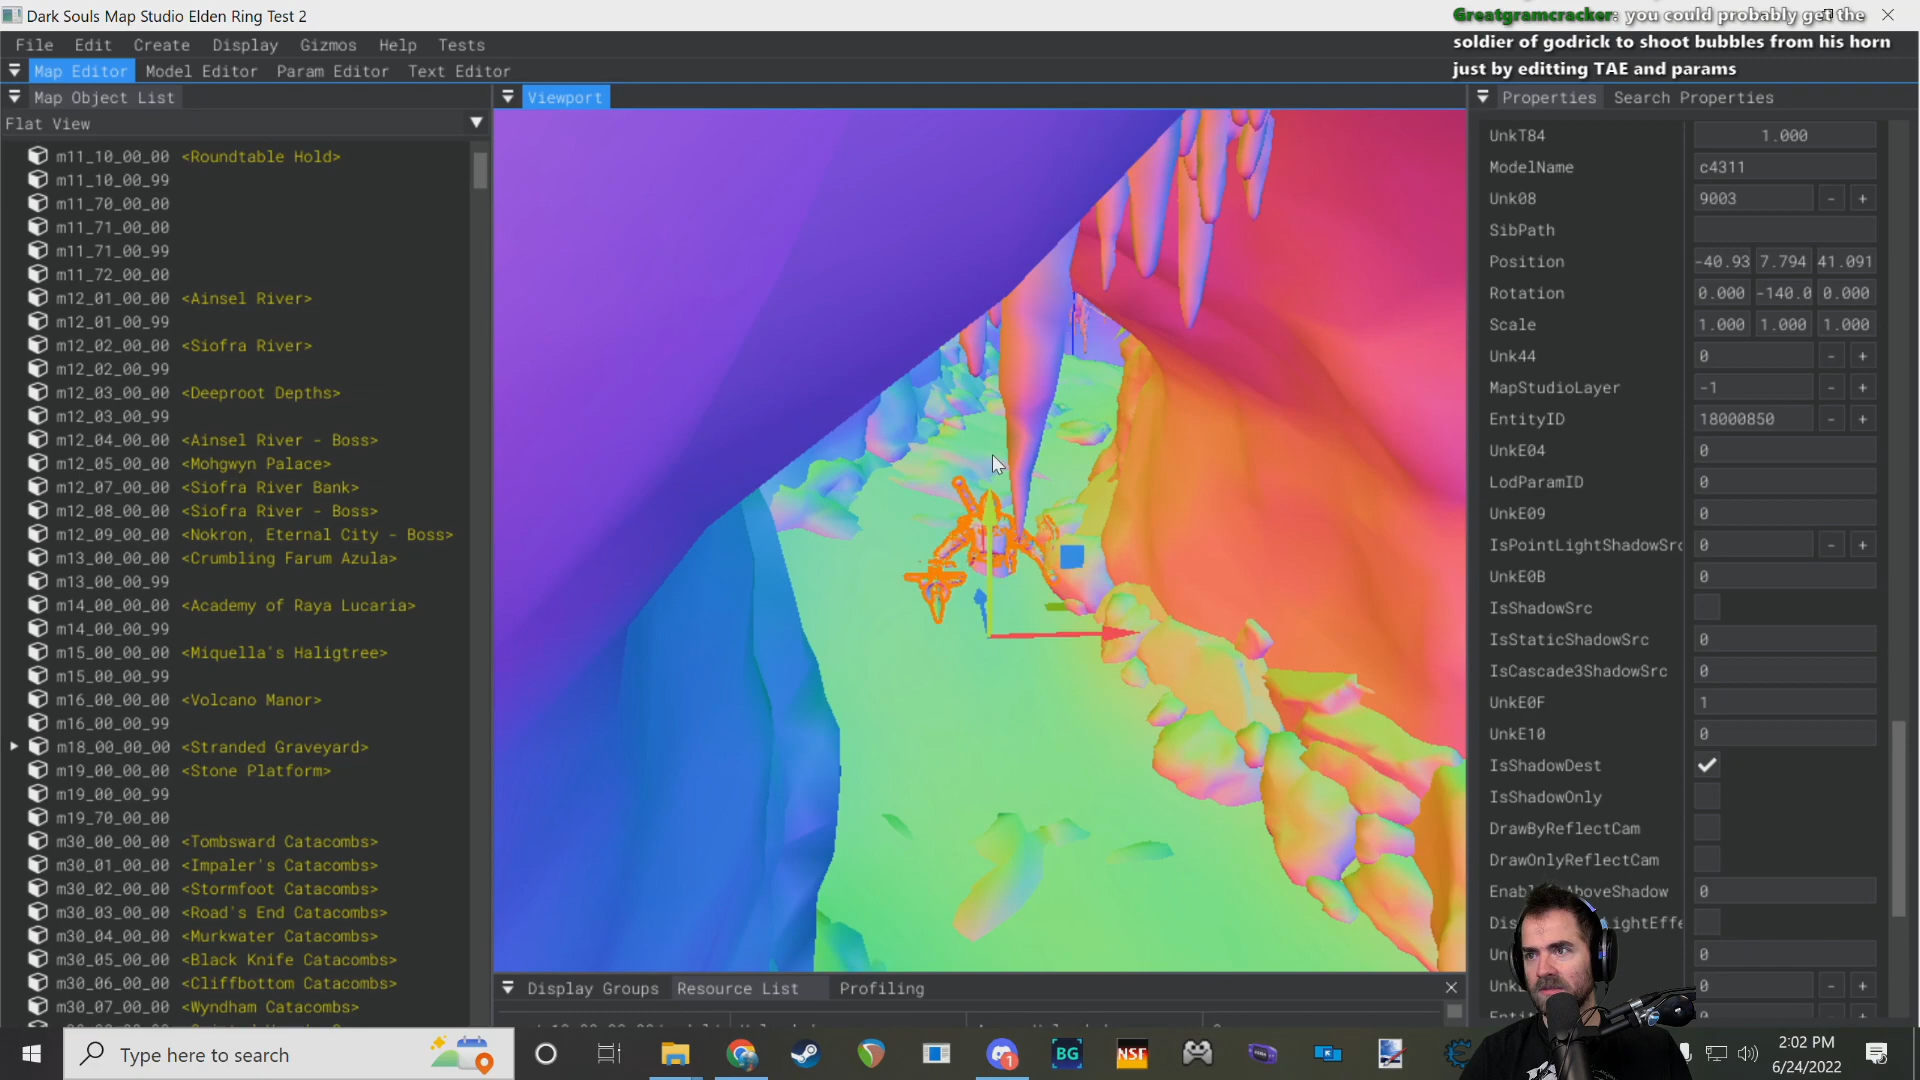 Dark Souls Map Studio Elden Ring Test 2
Greatgramcracker: you could probably get the
soldier of godrick to shoot bubbles from his horn
just by editting TAE and params
File Edit Create Display Gizmos Help Tests
Map Editor Model Editor Param Editor Text Editor
Map Object List
Flat View
m11_10_00_00 <Roundtable Hold>
m11_10_00_99
m11_70_00_00
m11_71_00_00
m11_71_00_99
m11_72_00_00
m12_01_00_00 <Ainsel River>
m12_01_00_99
m12_02_00_00 <Siofra River>
m12_02_00_99
m12_03_00_00 <Deeproot Depths>
m12_03_00_99
m12_04_00_00 <Ainsel River - Boss>
m12_05_00_00 <Mohgwyn Palace>
m12_07_00_00 <Siofra River Bank>
m12_08_00_00 <Siofra River - Boss>
m12_09_00_00 <Nokron, Eternal City - Boss>
m13_00_00_00 <Crumbling Farum Azula>
m13_00_00_99
m14_00_00_00 <Academy of Raya Lucaria>
m14_00_00_99
m15_00_00_00 <Miquella's Haligtree>
m15_00_00_99
m16_00_00_00 <Volcano Manor>
m16_00_00_99
m18_00_00_00 <Stranded Graveyard>
m19_00_00_00 <Stone Platform>
m19_00_00_99
m19_70_00_00
m30_00_00_00 <Tombsward Catacombs>
m30_01_00_00 <Impaler's Catacombs>
m30_02_00_00 <Stormfoot Catacombs>
m30_03_00_00 <Road's End Catacombs>
m30_04_00_00 <Murkwater Catacombs>
m30_05_00_00 <Black Knife Catacombs>
m30_06_00_00 <Cliffbottom Catacombs>
m30_07_00_00 <Wyndham Catacombs>
Viewport
Display Groups Resource List Profiling
Properties Search Properties
UnkT84 1.000
ModelName c4311
Unk08 9003 - +
SibPath
Position -40.93 7.794 41.091
Rotation 0.000 -140.0 0.000
Scale 1.000 1.000 1.000
Unk44 0 - +
MapStudioLayer -1 - +
EntityID 18000850 - +
UnkE04 0
LodParamID 0
UnkE09 0
IsPointLightShadowSrc 0 - +
UnkE0B 0
IsShadowSrc
IsStaticShadowSrc 0
IsCascade3ShadowSrc 0
UnkE0F 1
UnkE10 0
IsShadowDest
IsShadowOnly
DrawByReflectCam
DrawOnlyReflectCam
AboveShadow 0
0
0 - +
Type here to search
BG
NSF
1
2:02 PM
6/24/2022